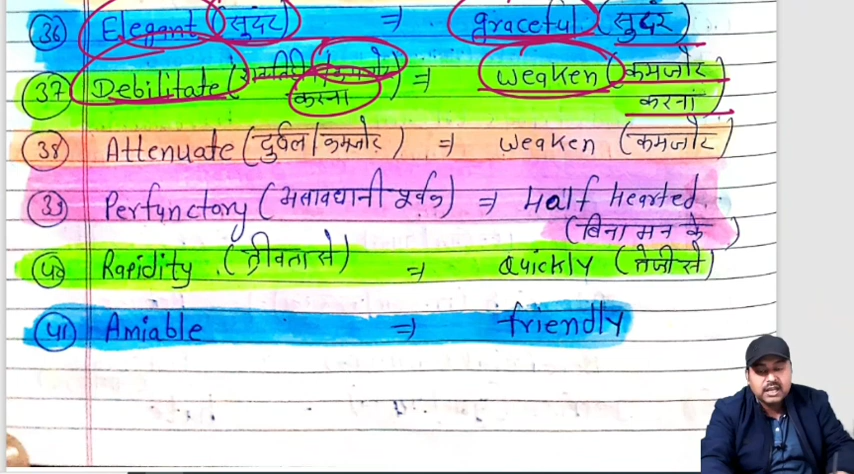 36 Elegant (सुंदर) ⇒ graceful (सुदंर)
37 Debilitate ( करना) ⇒ weaken (कमजोर करना)
38 Attenuate (दुर्बल/कमजोर) ⇒ weaken (कमजोर)
39 Perfunctory (असावधानी पूर्वक) ⇒ Half Hearted
(बिना मन के)
40 Rapidity. (तीव्रता से) ⇒ Quickly (तेजी से)
41 Amiable ⇒ friendly